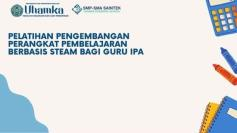 Uhamka
SMP-SMA SAINTEK
PELATIHAN PENGEMBANGAN
PERANGKAT PEMBELAJARAN
BERBASIS STEAM BAGI GURU IPA